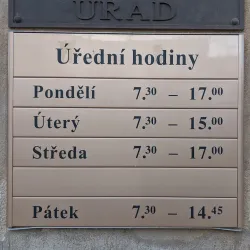 ÚŘAD
Úřední hodiny
Pondělí 7.30 – 17.00
Úterý 7.30 – 15.00
Středa 7.30 – 17.00
Pátek 7.30 – 14.45